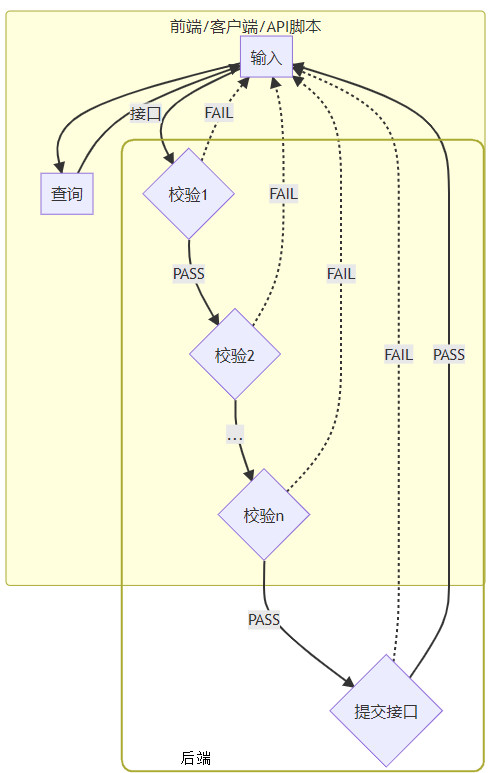 前端/客户端/API脚本
输入
接口
FAIL
查询
校验1
FAIL
PASS
FAIL
校验2
FAIL
PASS
...
校验n
PASS
提交接口
后端